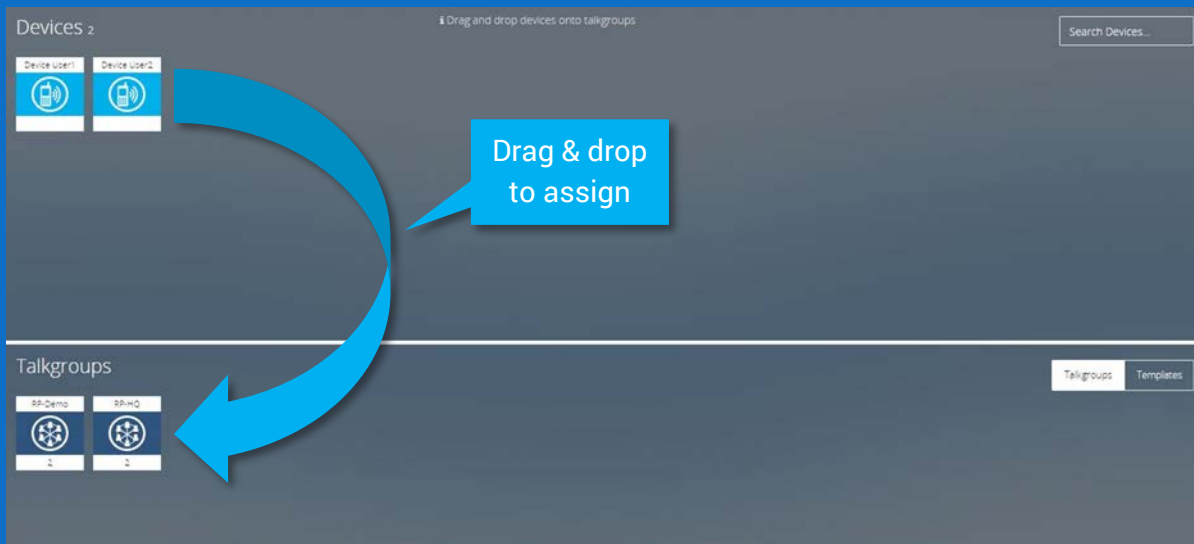 Devices 2
i Drag and drop devices onto talkgroups
Search Devices...
Device User1
Device User2
Drag & drop
to assign
Talkgroups
Talkgroups
Templates
RP-Demo
RP-HQ
2
2